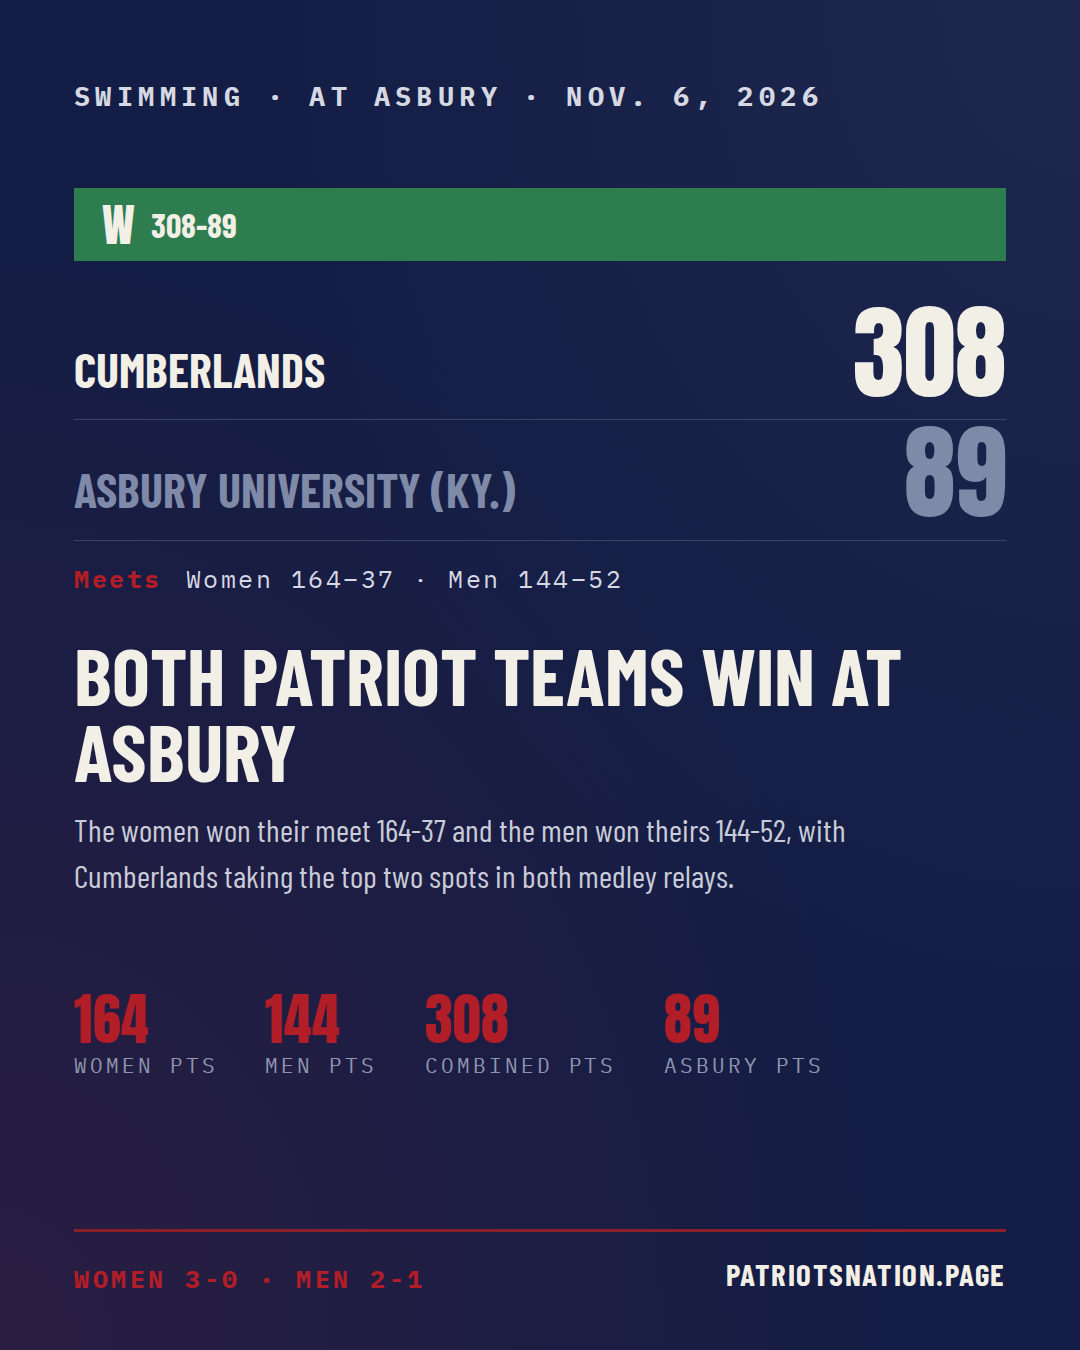 SWIMMING · AT ASBURY · NOV. 6, 2026
W 308-89
CUMBERLANDS 308
ASBURY UNIVERSITY (KY.) 89
Meets Women 164–37 · Men 144–52
BOTH PATRIOT TEAMS WIN AT
ASBURY
The women won their meet 164-37 and the men won theirs 144-52, with
Cumberlands taking the top two spots in both medley relays.
164 144 308 89
WOMEN PTS MEN PTS COMBINED PTS ASBURY PTS
WOMEN 3-0 · MEN 2-1 PATRIOTSNATION.PAGE